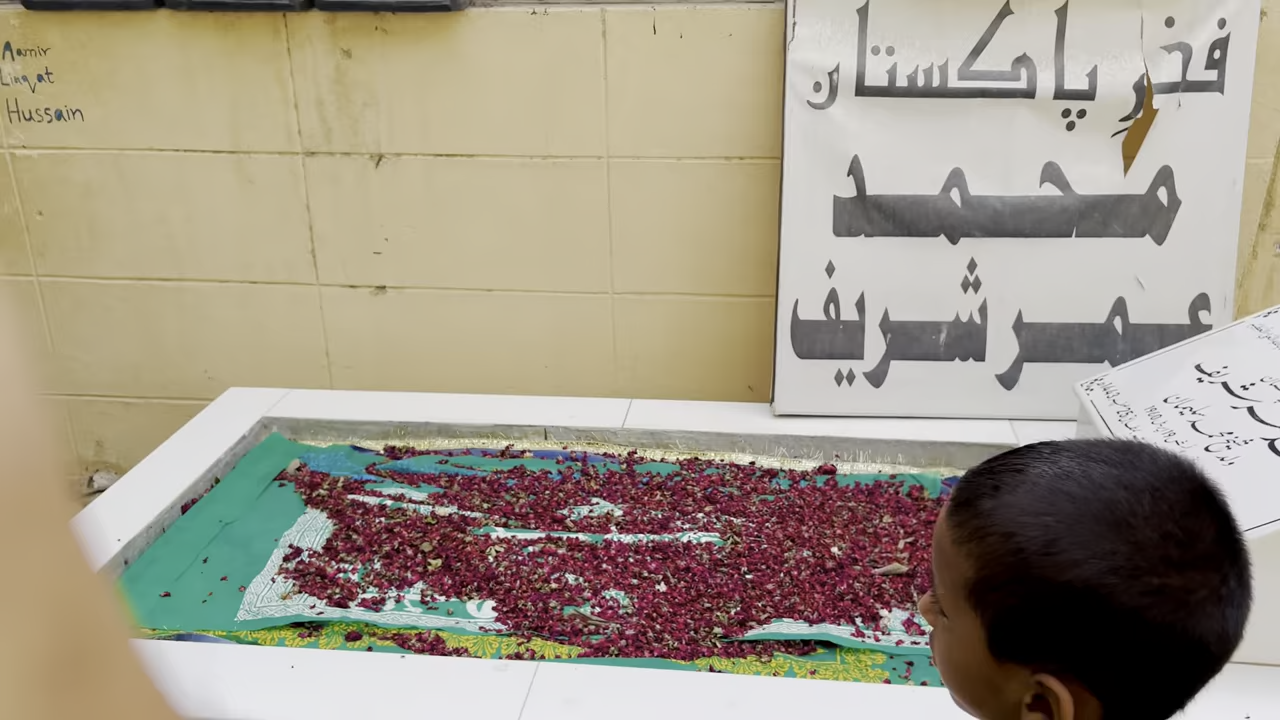 Aamir
Liaqat
Hussain
فخرِ پاکستان
محمد
عمر شریف